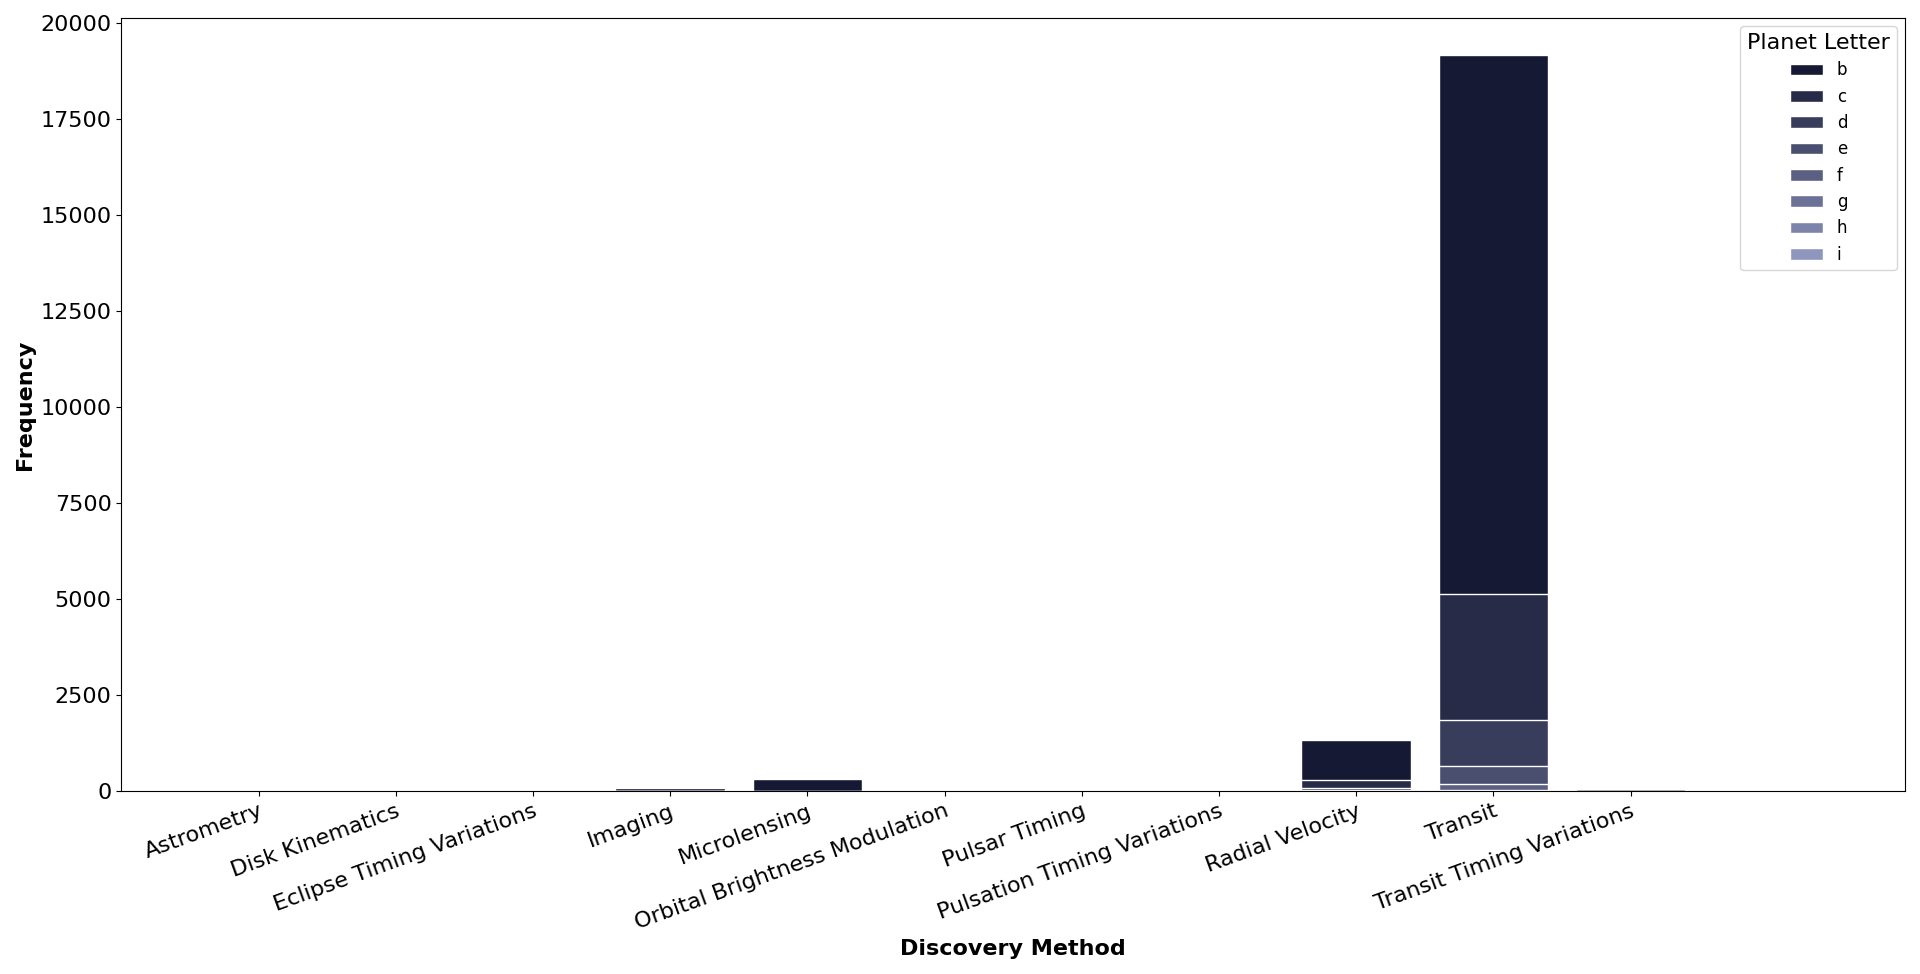 20000
17500
15000
12500
10000
7500
5000
2500
0
Frequency
Astrometry
Disk Kinematics
Eclipse Timing Variations
Imaging
Microlensing
Orbital Brightness Modulation
Pulsar Timing
Pulsation Timing Variations
Radial Velocity
Transit
Transit Timing Variations
Discovery Method
Planet Letter
b
c
d
e
f
g
h
i